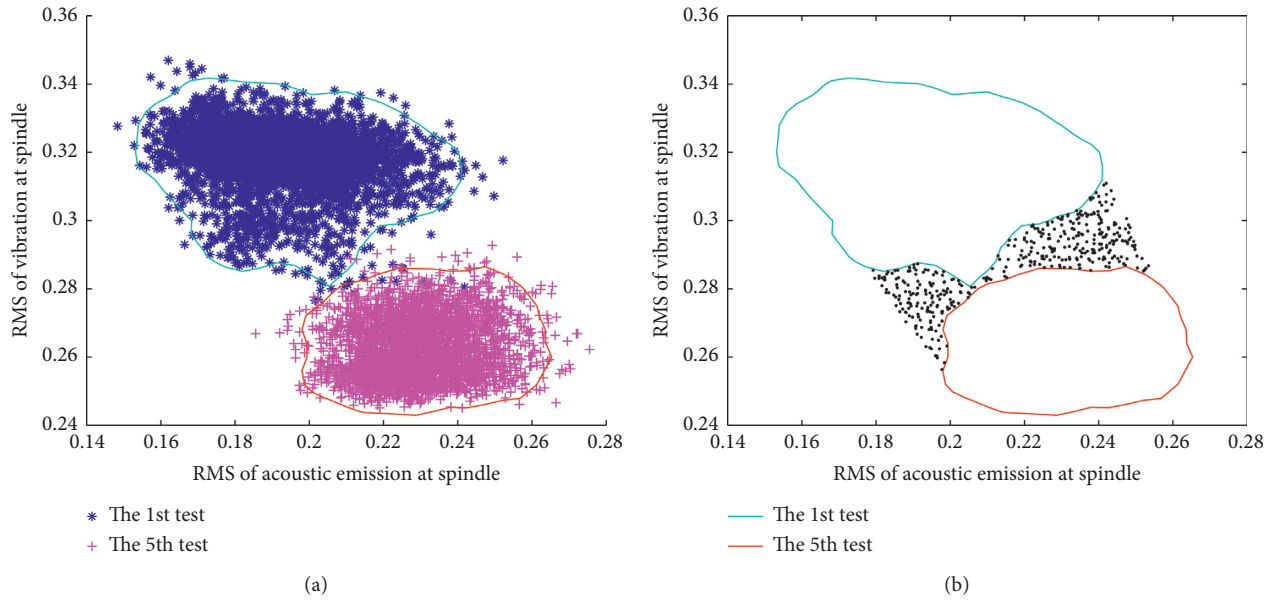 0.36
0.34
0.32
0.3
0.28
0.26
0.24
RMS of vibration at spindle
0.14 0.16 0.18 0.2 0.22 0.24 0.26 0.28
RMS of acoustic emission at spindle
The 1st test
The 5th test
(a)
0.36
0.34
0.32
0.3
0.28
0.26
0.24
RMS of vibration at spindle
0.14 0.16 0.18 0.2 0.22 0.24 0.26 0.28
RMS of acoustic emission at spindle
The 1st test
The 5th test
(b)